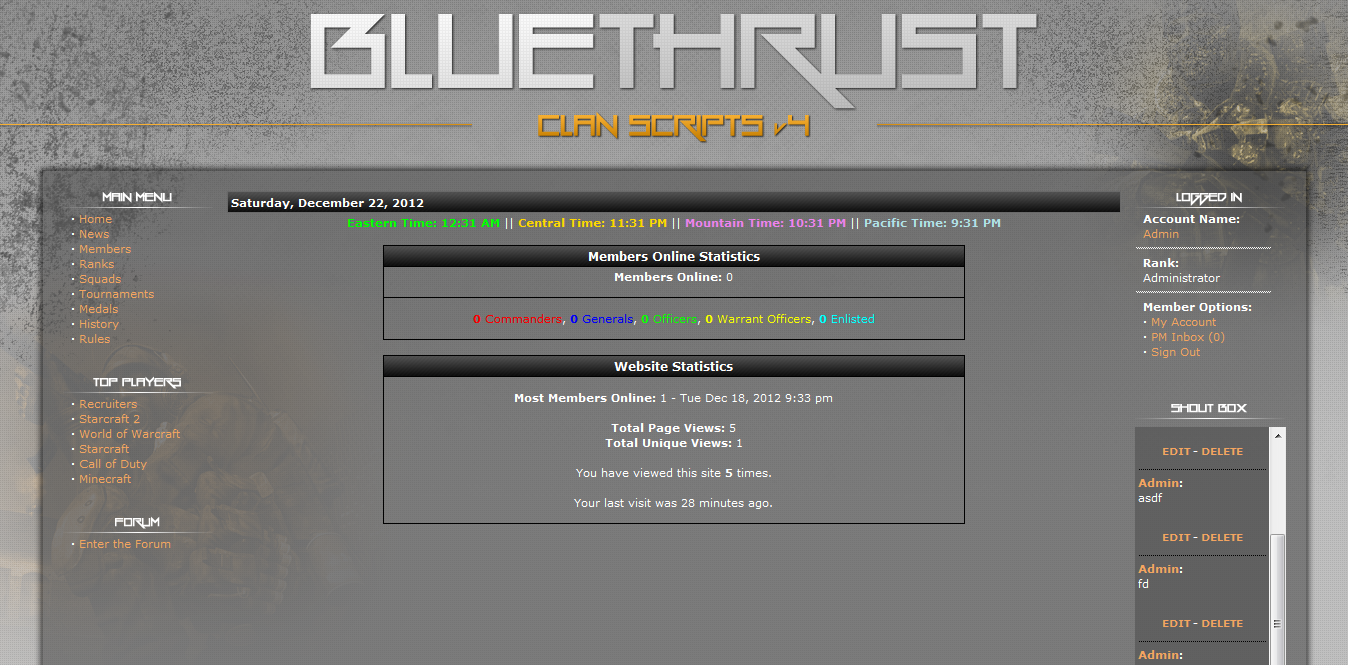 BLUETHRUST
CLAN SCRIPTS v4
MAIN MENU
· Home
· News
· Members
· Ranks
· Squads
· Tournaments
· Medals
· History
· Rules
TOP PLAYERS
· Recruiters
· Starcraft 2
· World of Warcraft
· Starcraft
· Call of Duty
· Minecraft
FORUM
· Enter the Forum
Saturday, December 22, 2012
Eastern Time: 12:31 AM || Central Time: 11:31 PM || Mountain Time: 10:31 PM || Pacific Time: 9:31 PM
Members Online Statistics
Members Online: 0
0 Commanders, 0 Generals, 0 Officers, 0 Warrant Officers, 0 Enlisted
Website Statistics
Most Members Online: 1 - Tue Dec 18, 2012 9:33 pm
Total Page Views: 5
Total Unique Views: 1
You have viewed this site 5 times.
Your last visit was 28 minutes ago.
LOGGED IN
Account Name:
Admin
Rank:
Administrator
Member Options:
· My Account
· PM Inbox (0)
· Sign Out
SHOUT BOX
EDIT - DELETE
Admin:
asdf
EDIT - DELETE
Admin:
fd
EDIT - DELETE
Admin: